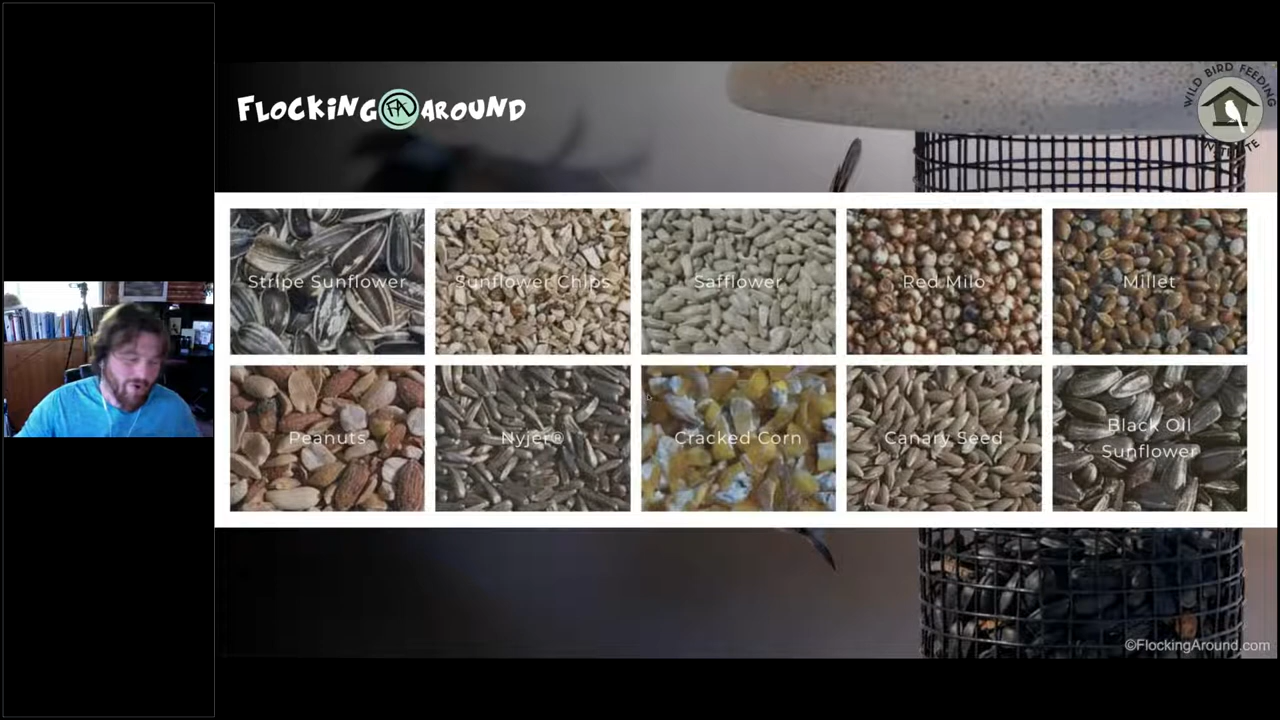 FLOCKING FA AROUND
WILD BIRD FEEDING
INSTITUTE
Stripe Sunflower
Sunflower Chips
Safflower
Red Milo
Millet
Peanuts
Nyjer®
Cracked Corn
Canary Seed
Black Oil
Sunflower
©FlockingAround.com